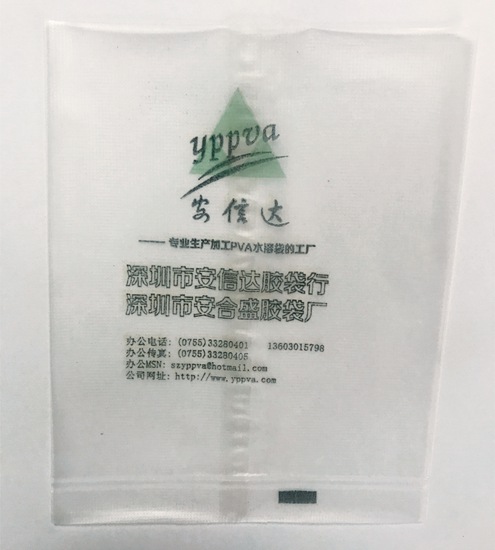 yppva
安信达
——专业生产加工PVA水溶袋的工厂
深圳市安信达胶袋行
深圳市安合盛胶袋厂
办公电话: (0755)33280401 13603015798
办公传真: (0755)33280405
办公MSN: szyppva@hotmail.com
公司网址: http://www.yppva.com